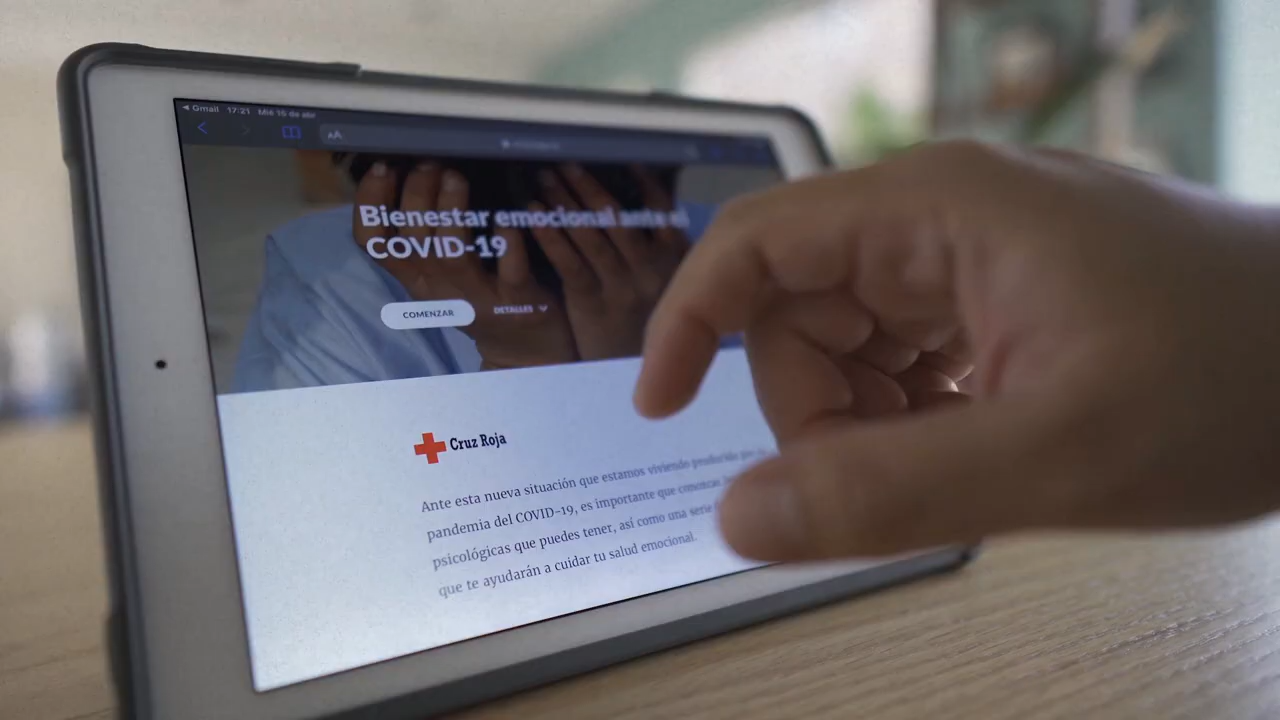 Gmail 17:21 Mié 15 de abr
AA
Bienestar emocional ante el
COVID-19
COMENZAR DETALLES
Cruz Roja
Ante esta nueva situación que estamos viviendo producido por
pandemia del COVID-19, es importante que conozcas
psicológicas que puedes tener, así como una serie
que te ayudarán a cuidar tu salud emocional.